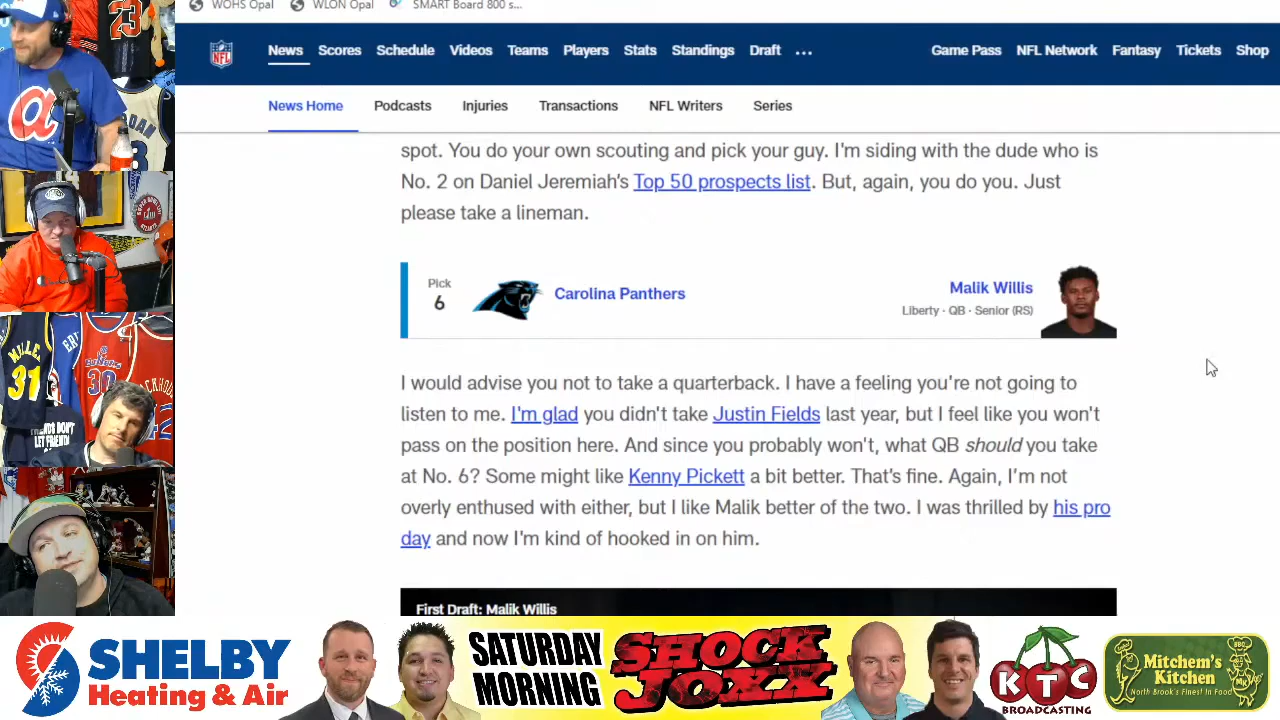 WOHS Opal WLON Opal SMART Board 800 s...
NFL
News Scores Schedule Videos Teams Players Stats Standings Draft ... Game Pass NFL Network Fantasy Tickets Shop
News Home Podcasts Injuries Transactions NFL Writers Series
spot. You do your own scouting and pick your guy. I'm siding with the dude who is
No. 2 on Daniel Jeremiah's Top 50 prospects list. But, again, you do you. Just
please take a lineman.
Pick
6
Carolina Panthers
Malik Willis
Liberty · QB · Senior (RS)
I would advise you not to take a quarterback. I have a feeling you're not going to
listen to me. I'm glad you didn't take Justin Fields last year, but I feel like you won't
pass on the position here. And since you probably won't, what QB should you take
at No. 6? Some might like Kenny Pickett a bit better. That's fine. Again, I'm not
overly enthused with either, but I like Malik better of the two. I was thrilled by his pro
day and now I'm kind of hooked in on him.
First Draft: Malik Willis
23
a
31
30
SHELBY
Heating & Air
SATURDAY
MORNING
SHOCK
JOXX
KTC
BROADCASTING
Mitchem's
Kitchen
North Brook's Finest In Food